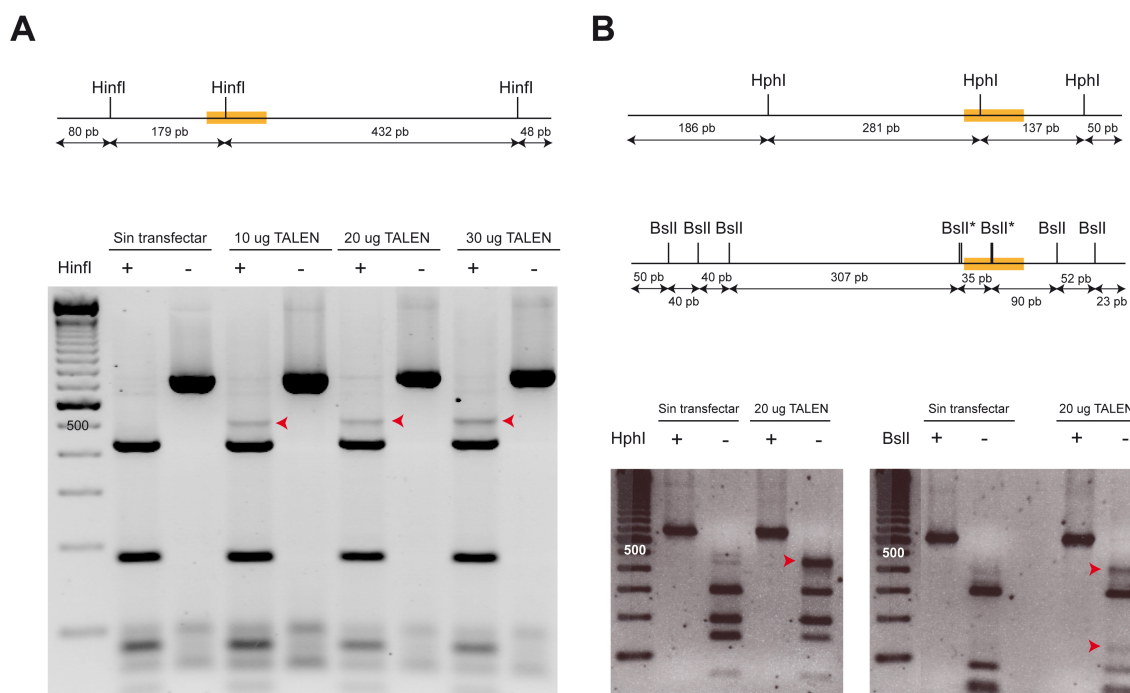 A
HinfI HinfI HinfI
80 pb 179 pb 432 pb 48 pb
Sin transfectar 10 ug TALEN 20 ug TALEN 30 ug TALEN
HinfI + - + - + - + -
500
B
HphI HphI HphI
186 pb 281 pb 137 pb 50 pb
BslI BslI BslI BslI* BslI* BslI BslI
50 pb 40 pb 307 pb 35 pb 52 pb
40 pb 90 pb 23 pb
Sin transfectar 20 ug TALEN
HphI + - + -
500
Sin transfectar 20 ug TALEN
BslI + - + -
500